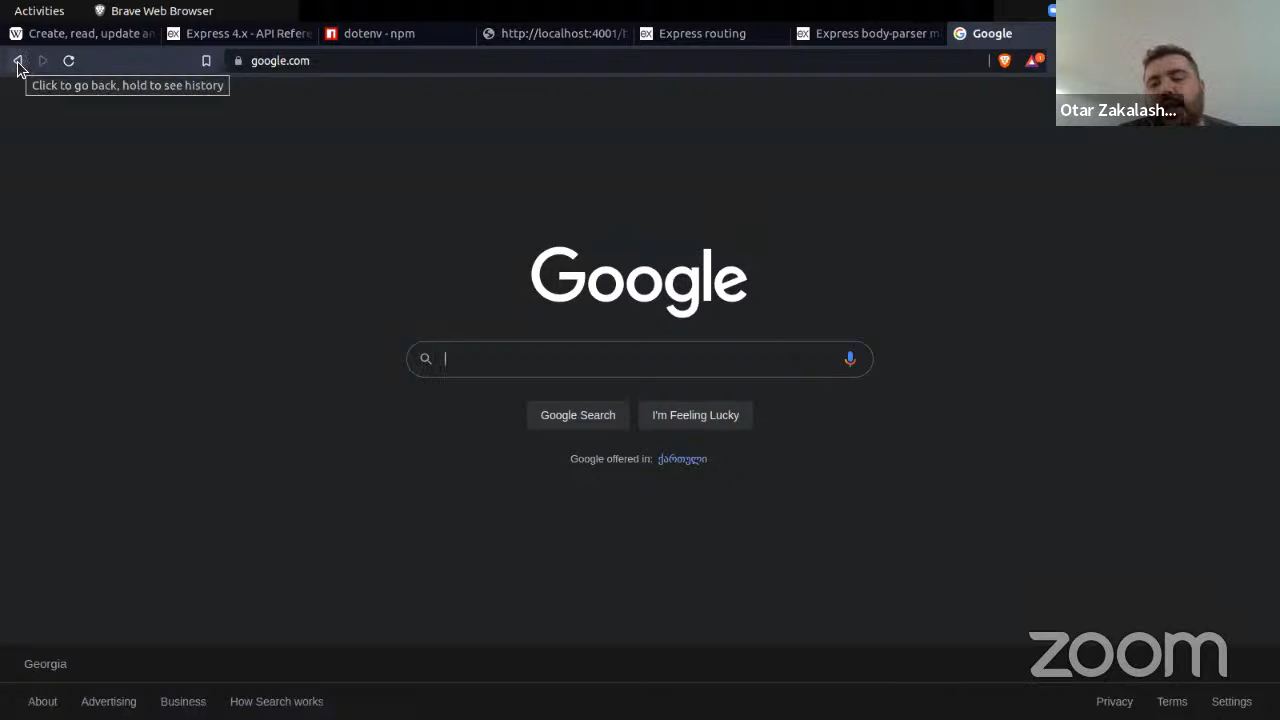 Activities Brave Web Browser
Create, read, update an Express 4.x - API Refere dotenv - npm http://localhost:4001/ Express routing Express body-parser m Google
google.com
Click to go back, hold to see history
Otar Zakalash...
Google
Google Search I'm Feeling Lucky
Google offered in: ქართული
Georgia
zoom
About Advertising Business How Search works Privacy Terms Settings